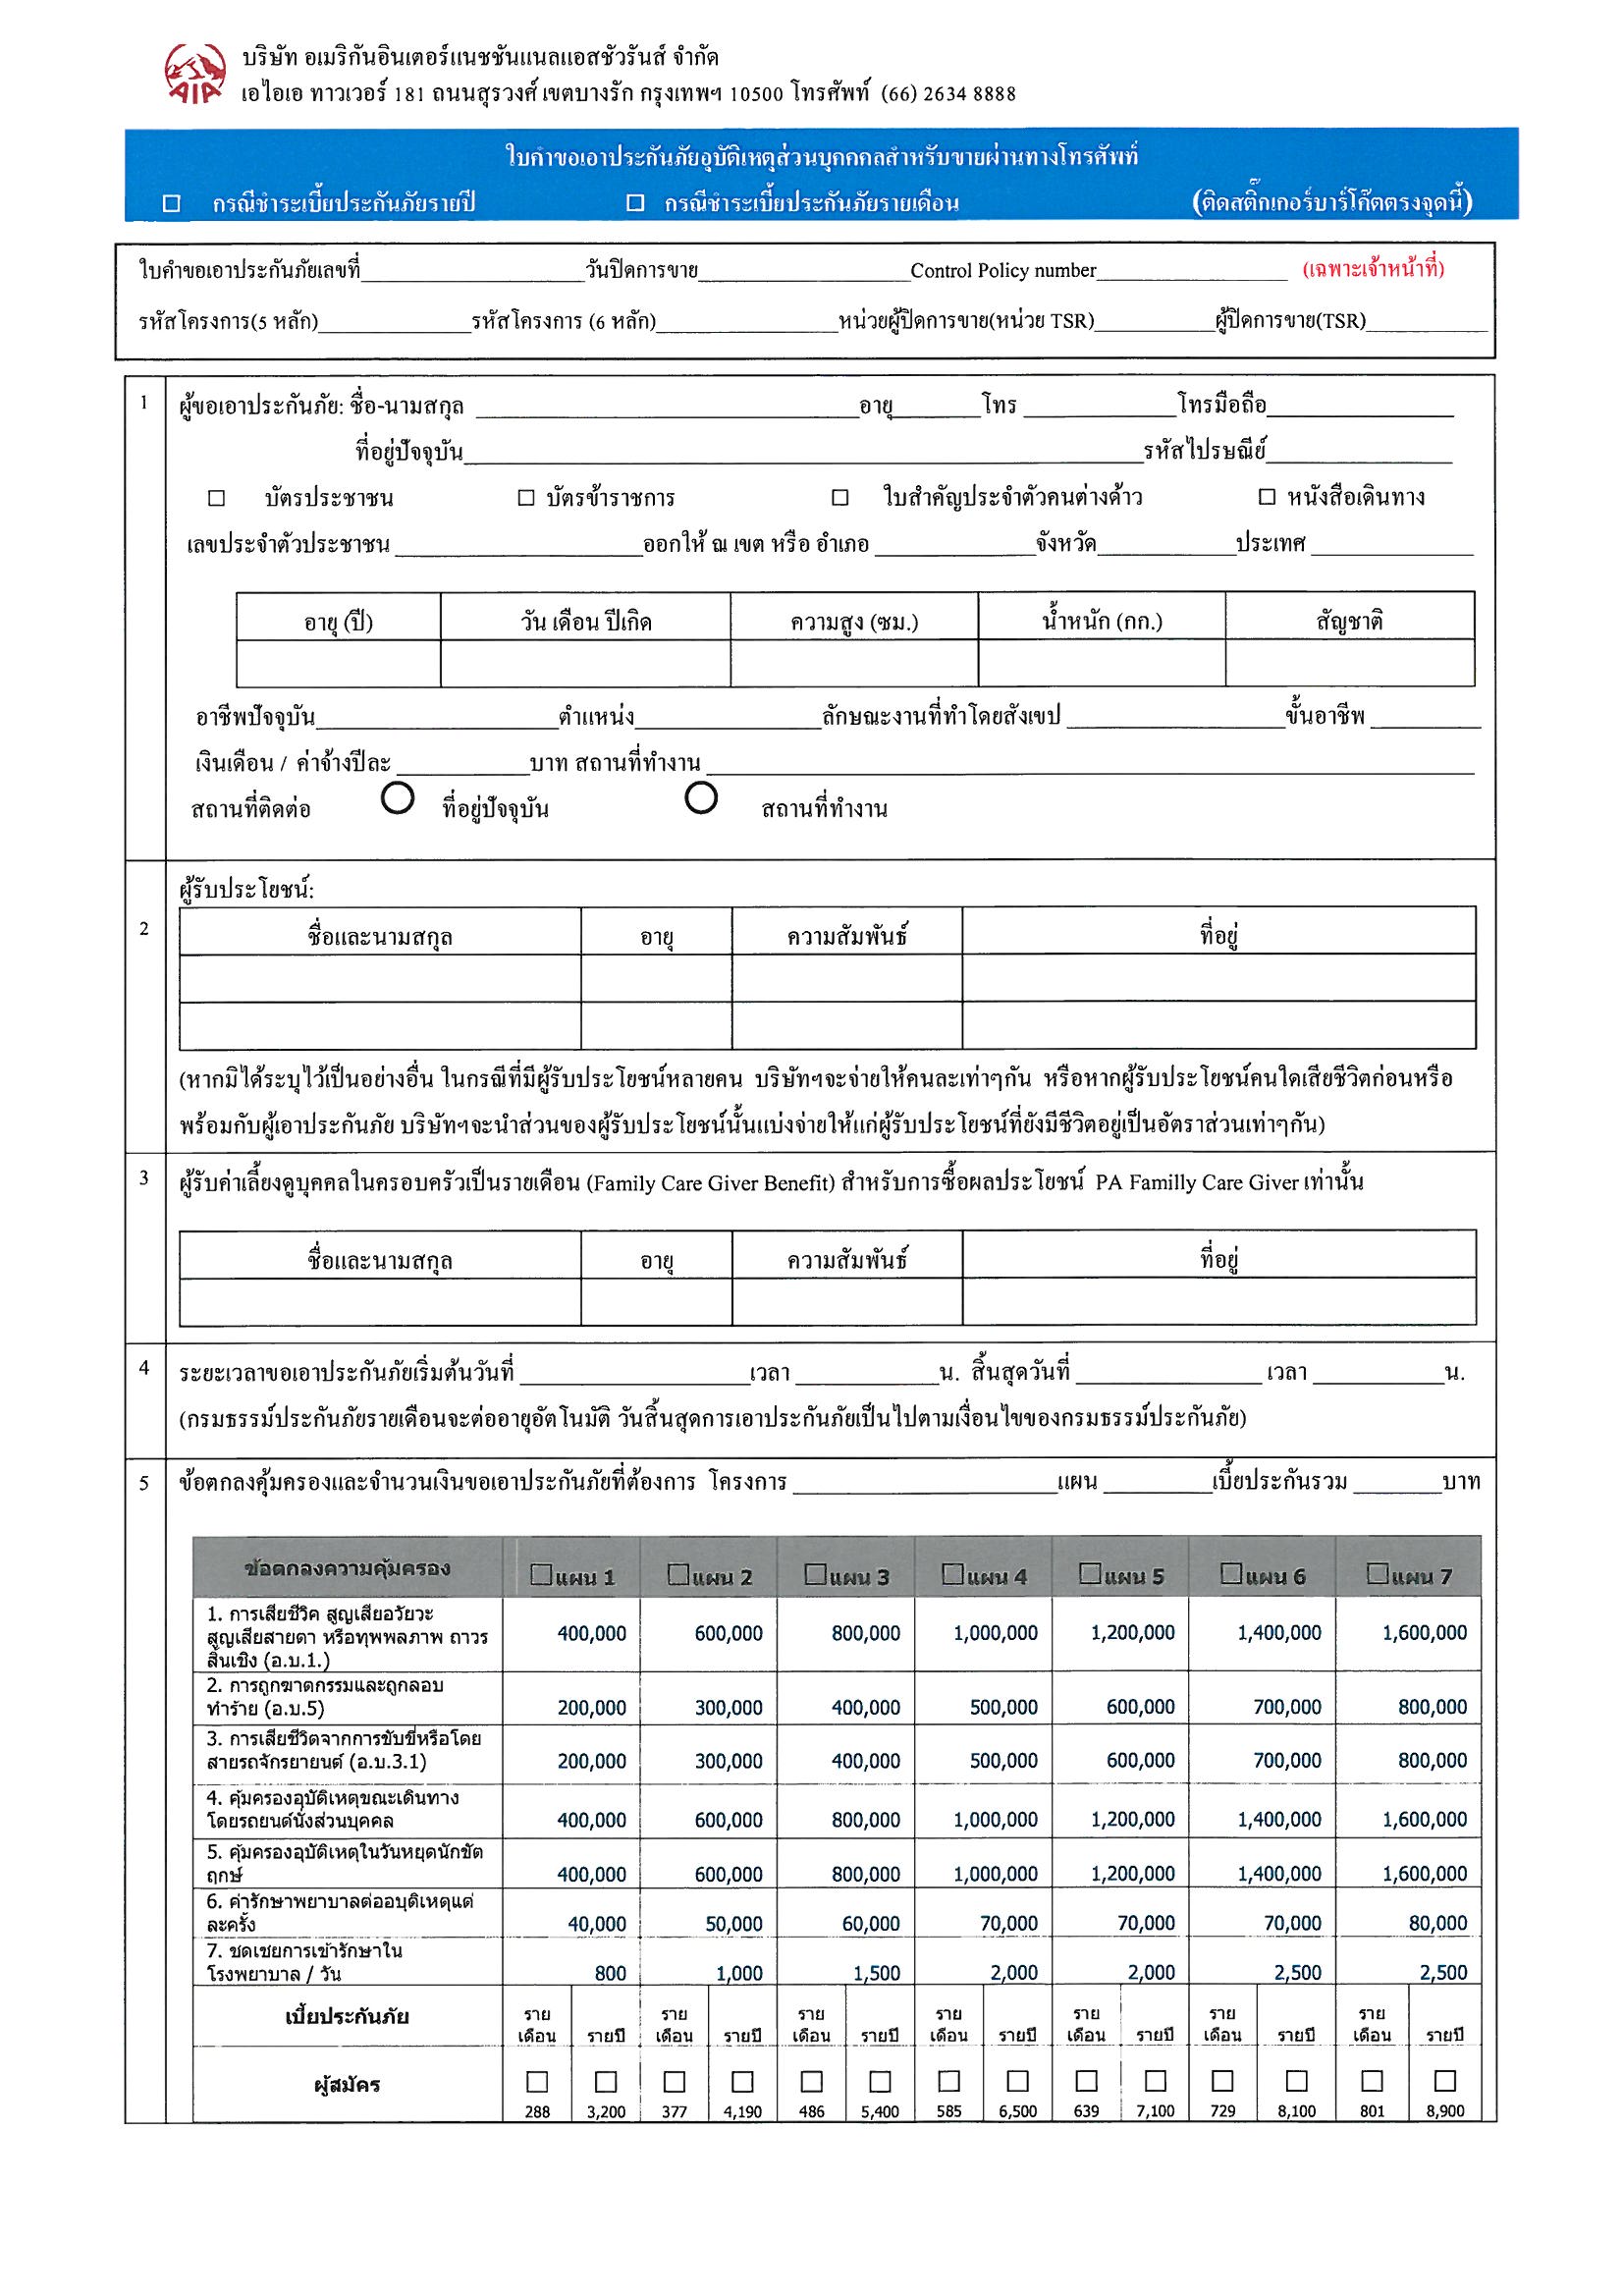 AIA
บริษัท อเมริกันอินเตอร์แนชชันแนลแอสชัวรันส์ จำกัด
เอไอเอ ทาวเวอร์ 181 ถนนสุรวงศ์ เขตบางรัก กรุงเทพฯ 10500 โทรศัพท์ (66) 2634 8888
ใบคำขอเอาประกันภัยอุบัติเหตุส่วนบุคคลสำหรับขายผ่านทางโทรศัพท์
☐ กรณีชำระเบี้ยประกันภัยรายปี ☐ กรณีชำระเบี้ยประกันภัยรายเดือน (ติดสติ๊กเกอร์บาร์โก๊ตตรงจุดนี้)
ใบคำขอเอาประกันภัยเลขที่____ วันปิดการขาย____ Control Policy number____ (เฉพาะเจ้าหน้าที่)
รหัสโครงการ(5 หลัก)____ รหัสโครงการ (6 หลัก)____ หน่วยผู้ปิดการขาย(หน่วย TSR)____ ผู้ปิดการขาย(TSR)____
1 ผู้ขอเอาประกันภัย: ชื่อ-นามสกุล ____ อายุ____ โทร ____ โทรมือถือ____
ที่อยู่ปัจจุบัน____ รหัสไปรษณีย์____
☐ บัตรประชาชน ☐ บัตรข้าราชการ ☐ ใบสำคัญประจำตัวคนต่างด้าว ☐ หนังสือเดินทาง
เลขประจำตัวประชาชน ____ ออกให้ ณ เขต หรือ อำเภอ ____ จังหวัด____ ประเทศ ____
อายุ (ปี) วัน เดือน ปีเกิด ความสูง (ซม.) น้ำหนัก (กก.) สัญชาติ
อาชีพปัจจุบัน____ ตำแหน่ง____ ลักษณะงานที่ทำโดยสังเขป ____ ขั้นอาชีพ ____
เงินเดือน / ค่าจ้างปีละ ____ บาท สถานที่ทำงาน ____
สถานที่ติดต่อ ○ ที่อยู่ปัจจุบัน ○ สถานที่ทำงาน
ผู้รับประโยชน์:
2 ชื่อและนามสกุล อายุ ความสัมพันธ์ ที่อยู่
(หากมิได้ระบุไว้เป็นอย่างอื่น ในกรณีที่มีผู้รับประโยชน์หลายคน บริษัทฯจะจ่ายให้คนละเท่าๆกัน หรือหากผู้รับประโยชน์คนใดเสียชีวิตก่อนหรือ
พร้อมกับผู้เอาประกันภัย บริษัทฯจะนำส่วนของผู้รับประโยชน์นั้นแบ่งจ่ายให้แก่ผู้รับประโยชน์ที่ยังมีชีวิตอยู่เป็นอัตราส่วนเท่าๆกัน)
3 ผู้รับค่าเลี้ยงดูบุคคลในครอบครัวเป็นรายเดือน (Family Care Giver Benefit) สำหรับการซื้อผลประโยชน์ PA Familly Care Giver เท่านั้น
ชื่อและนามสกุล อายุ ความสัมพันธ์ ที่อยู่
4 ระยะเวลาขอเอาประกันภัยเริ่มต้นวันที่ ____ เวลา ____ น. สิ้นสุดวันที่ ____ เวลา ____ น.
(กรมธรรม์ประกันภัยรายเดือนจะต่ออายุอัตโนมัติ วันสิ้นสุดการเอาประกันภัยเป็นไปตามเงื่อนไขของกรมธรรม์ประกันภัย)
5 ข้อตกลงคุ้มครองและจำนวนเงินขอเอาประกันภัยที่ต้องการ โครงการ ____ แผน ____ เบี้ยประกันรวม ____ บาท
ข้อตกลงความคุ้มครอง ☐แผน 1 ☐แผน 2 ☐แผน 3 ☐แผน 4 ☐แผน 5 ☐แผน 6 ☐แผน 7
1. การเสียชีวิต สูญเสียอวัยวะ
สูญเสียสายตา หรือทุพพลภาพ ถาวร 400,000 600,000 800,000 1,000,000 1,200,000 1,400,000 1,600,000
สิ้นเชิง (อ.บ.1.)
2. การถูกฆาตกรรมและถูกลอบ
ทำร้าย (อ.บ.5) 200,000 300,000 400,000 500,000 600,000 700,000 800,000
3. การเสียชีวิตจากการขับขี่หรือโดย
สายรถจักรยายนต์ (อ.บ.3.1) 200,000 300,000 400,000 500,000 600,000 700,000 800,000
4. คุ้มครองอุบัติเหตุขณะเดินทาง
โดยรถยนต์นั่งส่วนบุคคล 400,000 600,000 800,000 1,000,000 1,200,000 1,400,000 1,600,000
5. คุ้มครองอุบัติเหตุในวันหยุดนักขัต
ฤกษ์ 400,000 600,000 800,000 1,000,000 1,200,000 1,400,000 1,600,000
6. ค่ารักษาพยาบาลต่ออบุติเหตุแต่
ละครั้ง 40,000 50,000 60,000 70,000 70,000 70,000 80,000
7. ชดเชยการเข้ารักษาใน
โรงพยาบาล / วัน 800 1,000 1,500 2,000 2,000 2,500 2,500
เบี้ยประกันภัย รายเดือน รายปี รายเดือน รายปี รายเดือน รายปี รายเดือน รายปี รายเดือน รายปี รายเดือน รายปี รายเดือน รายปี
ผู้สมัคร ☐ ☐ ☐ ☐ ☐ ☐ ☐ ☐ ☐ ☐ ☐ ☐ ☐ ☐
288 3,200 377 4,190 486 5,400 585 6,500 639 7,100 729 8,100 801 8,900